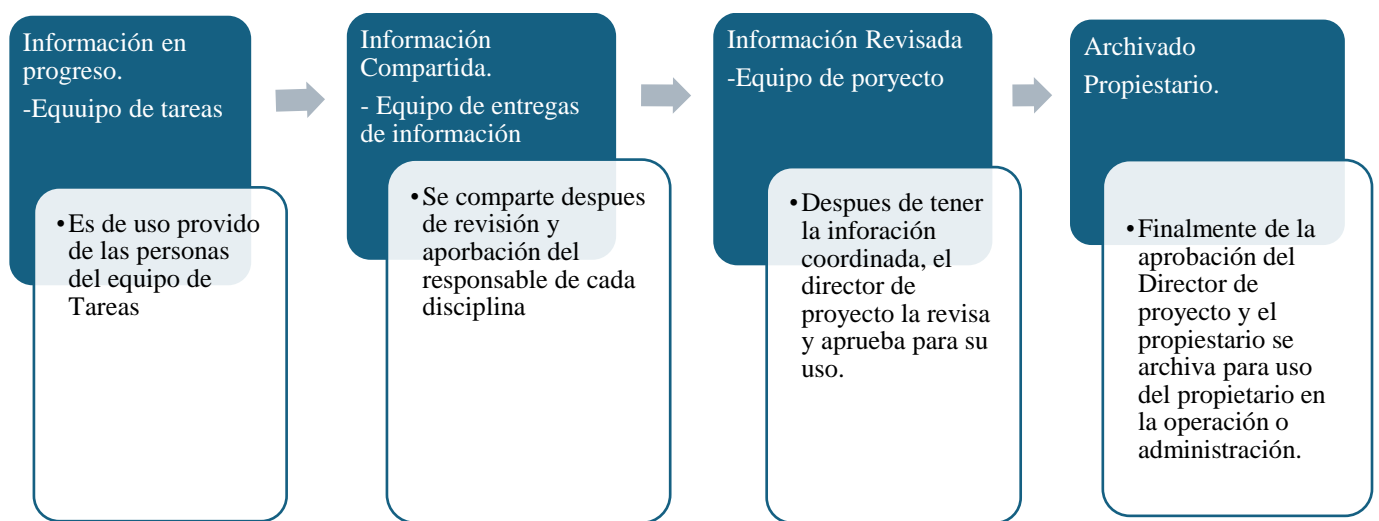 Información en
progreso.
-Equuipo de tareas
•Es de uso provido
de las personas
del equipo de
Tareas
Información
Compartida.
- Equipo de entregas
de información
•Se comparte despues
de revisión y
aporbación del
responsable de cada
disciplina
Información Revisada
-Equipo de poryecto
•Despues de tener
la inforación
coordinada, el
director de
proyecto la revisa
y aprueba para su
uso.
Archivado
Propiestario.
•Finalmente de la
aprobación del
Director de
proyecto y el
propiestario se
archiva para uso
del propietario en
la operación o
administración.